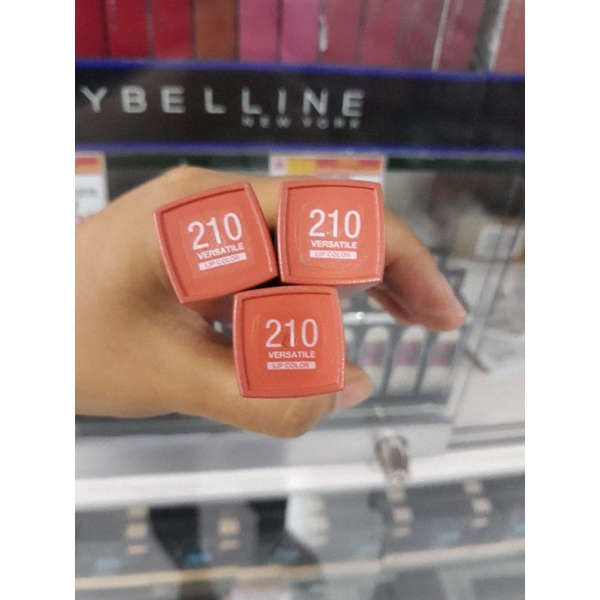 YBELLINE
NEW YORK
210
VERSATILE
LIP COLOR
210
VERSATILE
LIP COLOR
210
VERSATILE
LIP COLOR